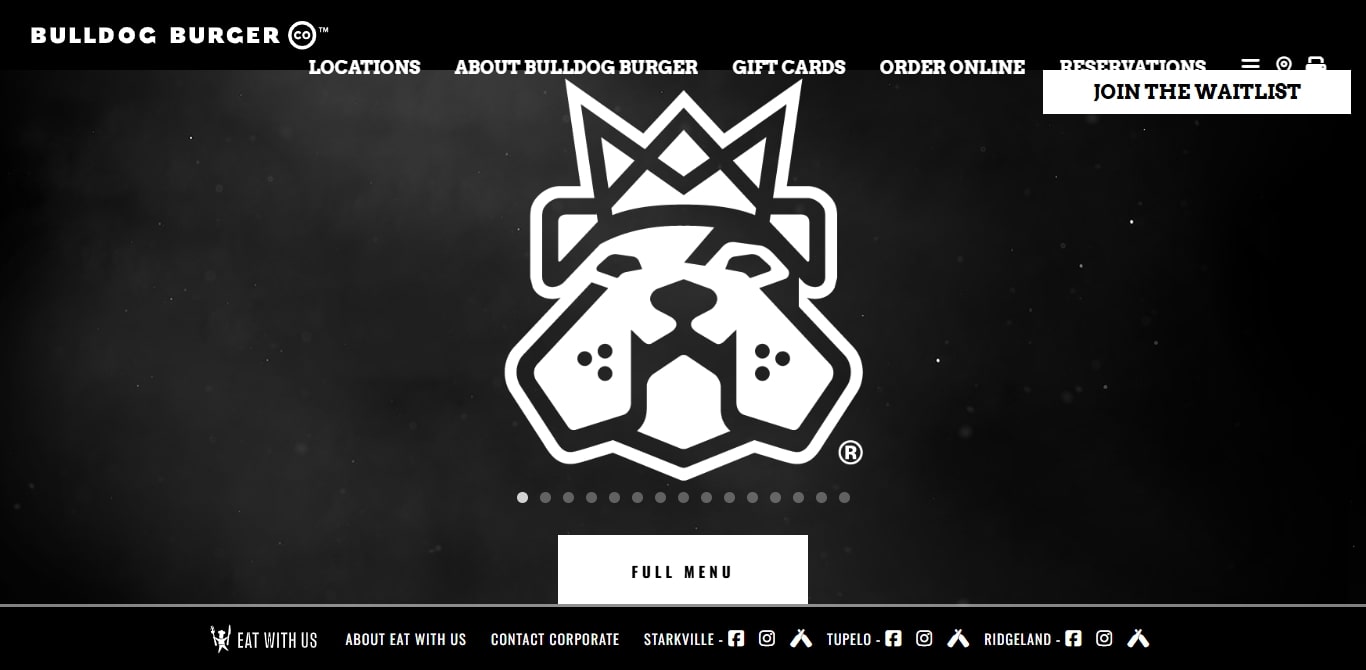 BULLDOG BURGER CO™
LOCATIONS ABOUT BULLDOG BURGER GIFT CARDS ORDER ONLINE RESERVATIONS
JOIN THE WAITLIST
®
FULL MENU
EAT WITH US ABOUT EAT WITH US CONTACT CORPORATE STARKVILLE - TUPELO - RIDGELAND -